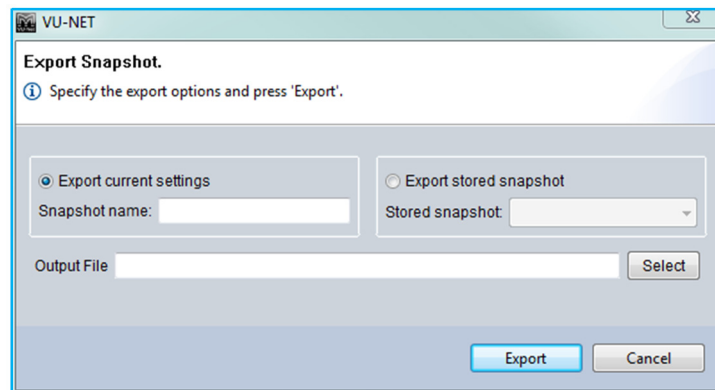 VU-NET
Export Snapshot.
Specify the export options and press 'Export'.
Export current settings
Snapshot name:
Export stored snapshot
Stored snapshot:
Output File
Select
Export
Cancel